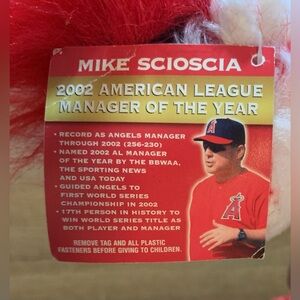 MIKE SCIOSCIA
2002 AMERICAN LEAGUE
MANAGER OF THE YEAR
• RECORD AS ANGELS MANAGER
THROUGH 2002 (256-230)
• NAMED 2002 AL MANAGER
OF THE YEAR BY THE BBWAA,
THE SPORTING NEWS
AND USA TODAY
• GUIDED ANGELS TO
FIRST WORLD SERIES
CHAMPIONSHIP IN 2002
• 17TH PERSON IN HISTORY TO
WIN WORLD SERIES TITLE AS
BOTH PLAYER AND MANAGER
REMOVE TAG AND ALL PLASTIC
FASTENERS BEFORE GIVING TO CHILDREN.
A
A